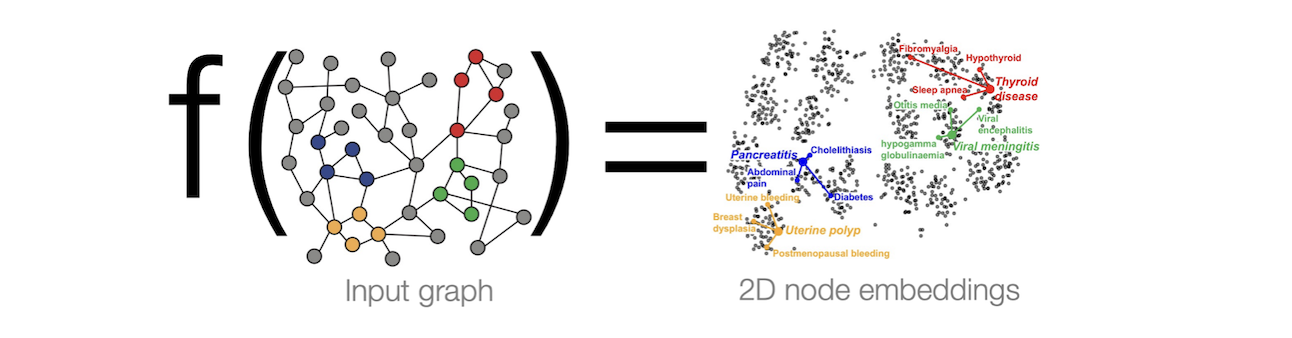 f ( ) =
Fibromyalgia
Hypothyroid
Thyroid
disease
Sleep apnea
Otitis media
Viral
encephalitis
hypogamma
globulinaemia
Viral meningitis
Pancreatitis
Cholelithiasis
Abdominal
pain
Diabetes
Uterine bleeding
Breast
dysplasia
Uterine polyp
Postmenopausal bleeding
Input graph
2D node embeddings